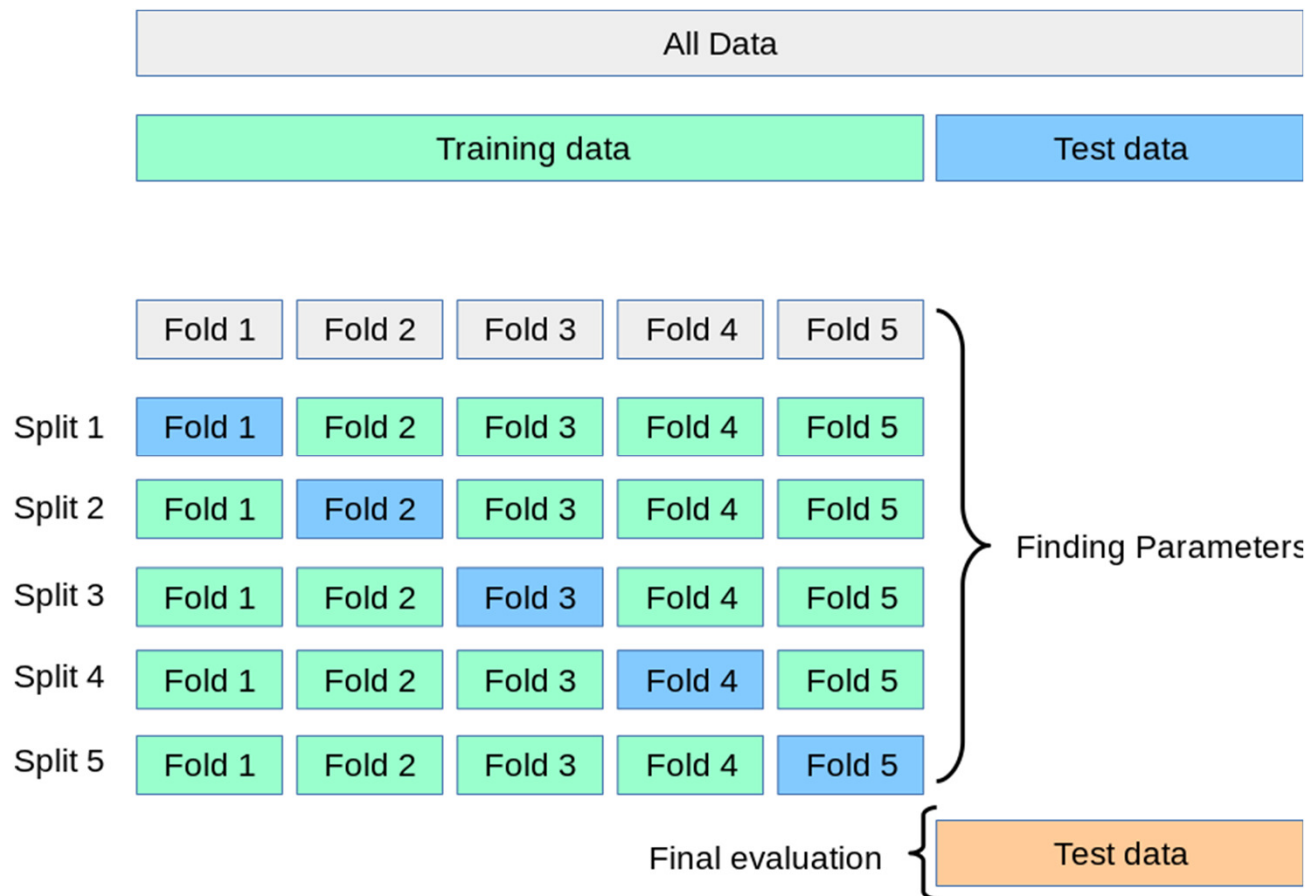 All Data
Training data Test data
Fold 1 Fold 2 Fold 3 Fold 4 Fold 5
Split 1 Fold 1 Fold 2 Fold 3 Fold 4 Fold 5
Split 2 Fold 1 Fold 2 Fold 3 Fold 4 Fold 5
Finding Parameters
Split 3 Fold 1 Fold 2 Fold 3 Fold 4 Fold 5
Split 4 Fold 1 Fold 2 Fold 3 Fold 4 Fold 5
Split 5 Fold 1 Fold 2 Fold 3 Fold 4 Fold 5
Final evaluation Test data